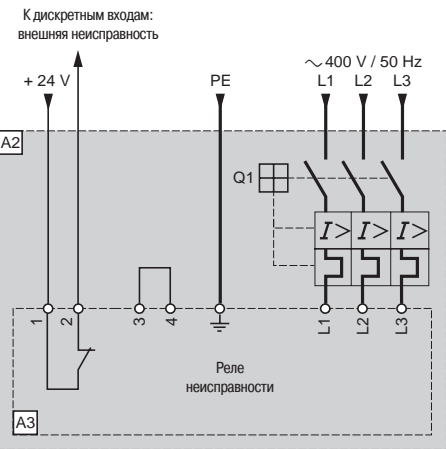 К дискретным входам:
внешняя неисправность
+ 24 V
PE
～ 400 V / 50 Hz
L1 L2 L3
A2
Q1
I> I> I>
1 2 3 4 L1 L2 L3
Реле
неисправности
A3